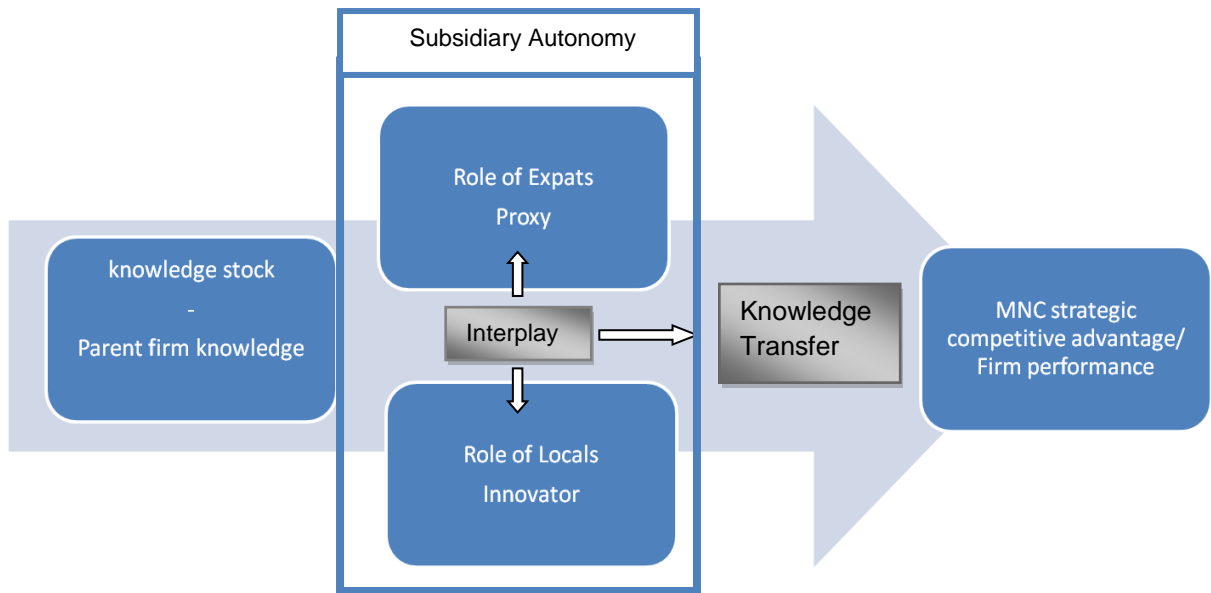 Subsidiary Autonomy
Role of Expats
Proxy
knowledge stock
-
Parent firm knowledge
Interplay
Knowledge
Transfer
MNC strategic
competitive advantage/
Firm performance
Role of Locals
Innovator